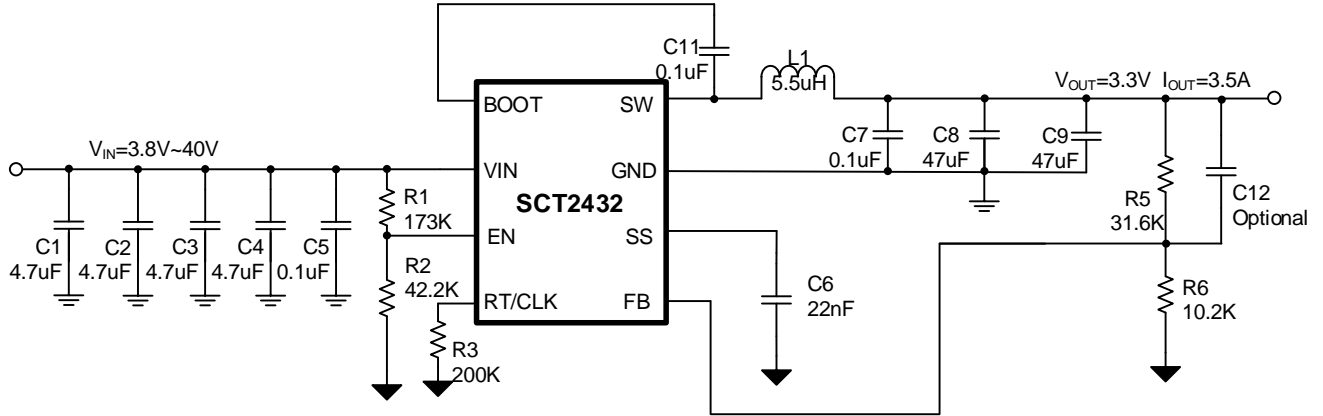 C11
0.1uF
L1
5.5uH
V_OUT=3.3V I_OUT=3.5A
BOOT
SW
C7
0.1uF
C8
47uF
C9
47uF
V_IN=3.8V~40V
VIN
GND
SCT2432
R1
173K
R5
31.6K
C12
Optional
EN
SS
C1
4.7uF
C2
4.7uF
C3
4.7uF
C4
4.7uF
C5
0.1uF
R2
42.2K
C6
22nF
RT/CLK
FB
R6
10.2K
R3
200K